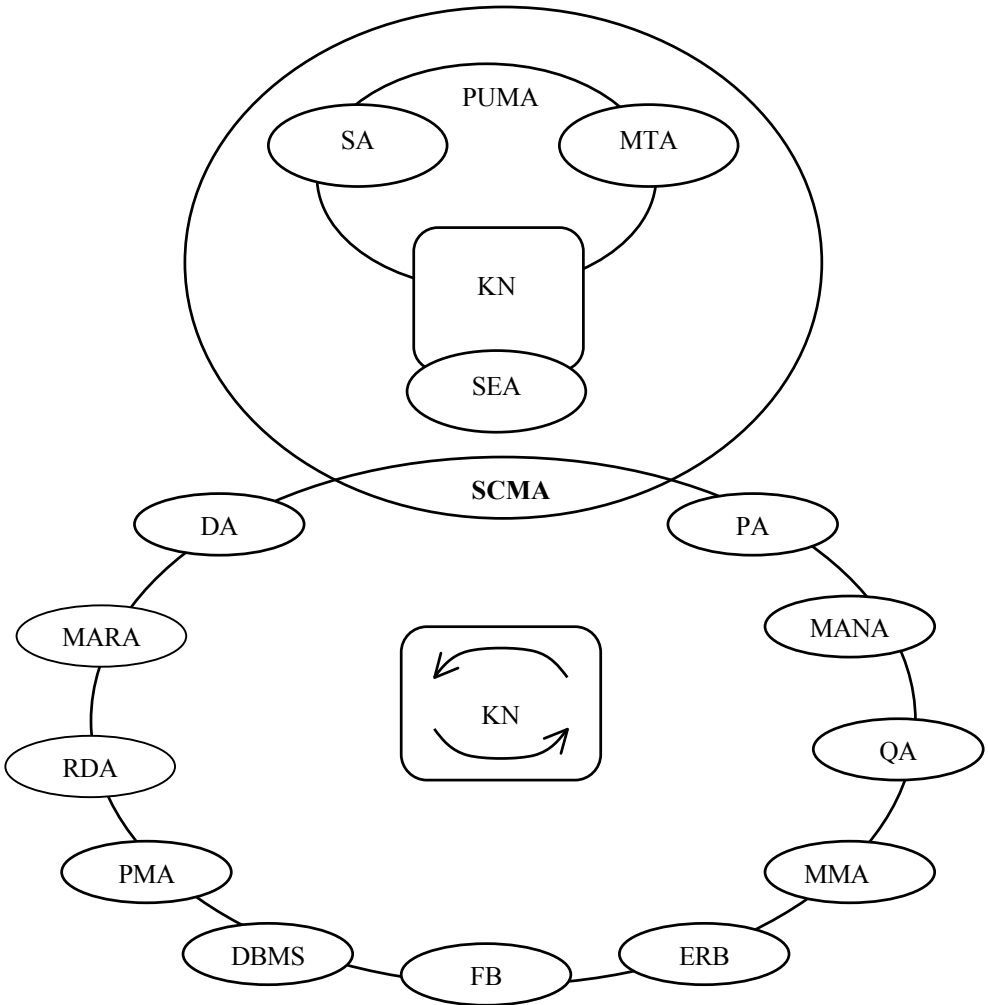 PUMA
SA
MTA
KN
SEA
SCMA
DA
PA
MARA
MANA
KN
RDA
QA
PMA
MMA
DBMS
FB
ERB